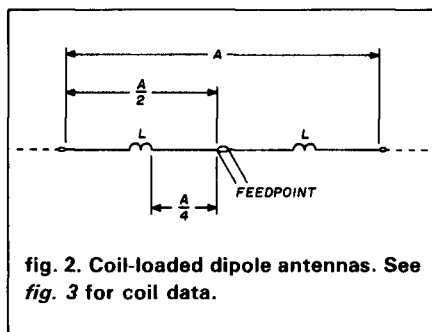 A
A
2
L
L
FEEDPOINT
A
4
fig. 2. Coil-loaded dipole antennas. See
fig. 3 for coil data.